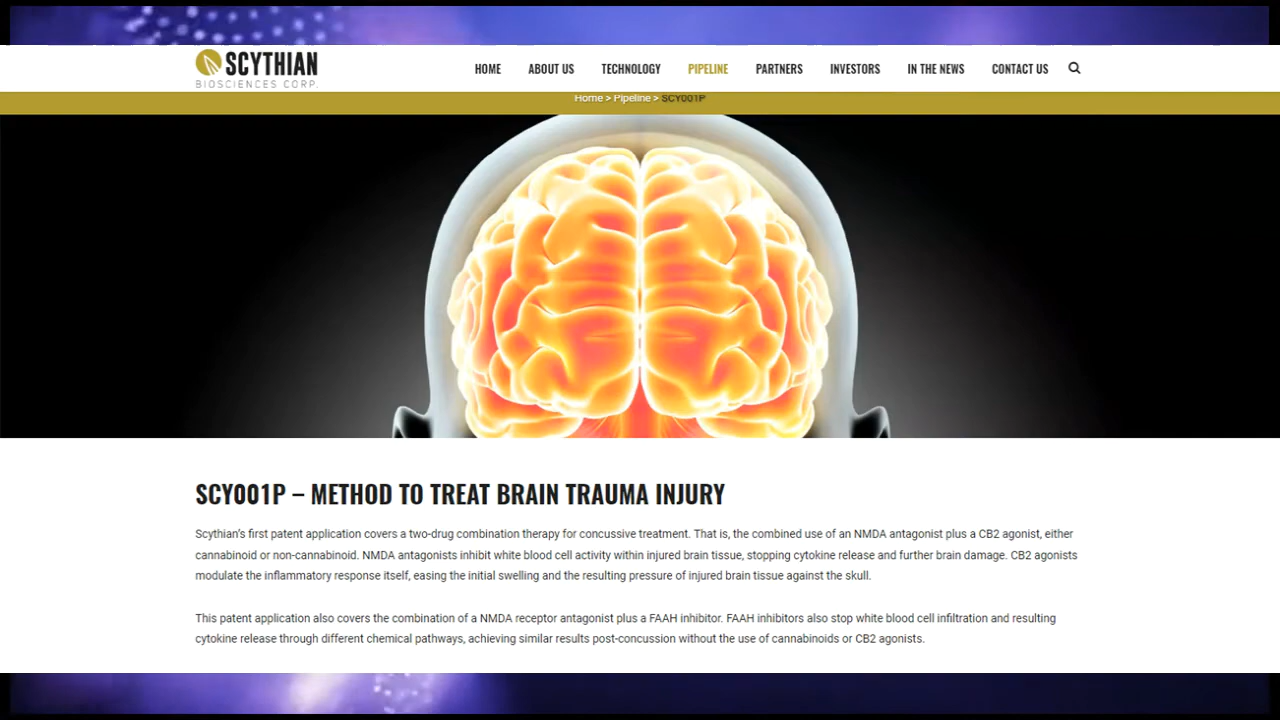 SCYTHIAN
BIOSCIENCES CORP.
HOME ABOUT US TECHNOLOGY PIPELINE PARTNERS INVESTORS IN THE NEWS CONTACT US
Home > Pipeline > SCY001P
SCY001P – METHOD TO TREAT BRAIN TRAUMA INJURY
Scythian's first patent application covers a two-drug combination therapy for concussive treatment. That is, the combined use of an NMDA antagonist plus a CB2 agonist, either
cannabinoid or non-cannabinoid. NMDA antagonists inhibit white blood cell activity within injured brain tissue, stopping cytokine release and further brain damage. CB2 agonists
modulate the inflammatory response itself, easing the initial swelling and the resulting pressure of injured brain tissue against the skull.
This patent application also covers the combination of a NMDA receptor antagonist plus a FAAH inhibitor. FAAH inhibitors also stop white blood cell infiltration and resulting
cytokine release through different chemical pathways, achieving similar results post-concussion without the use of cannabinoids or CB2 agonists.